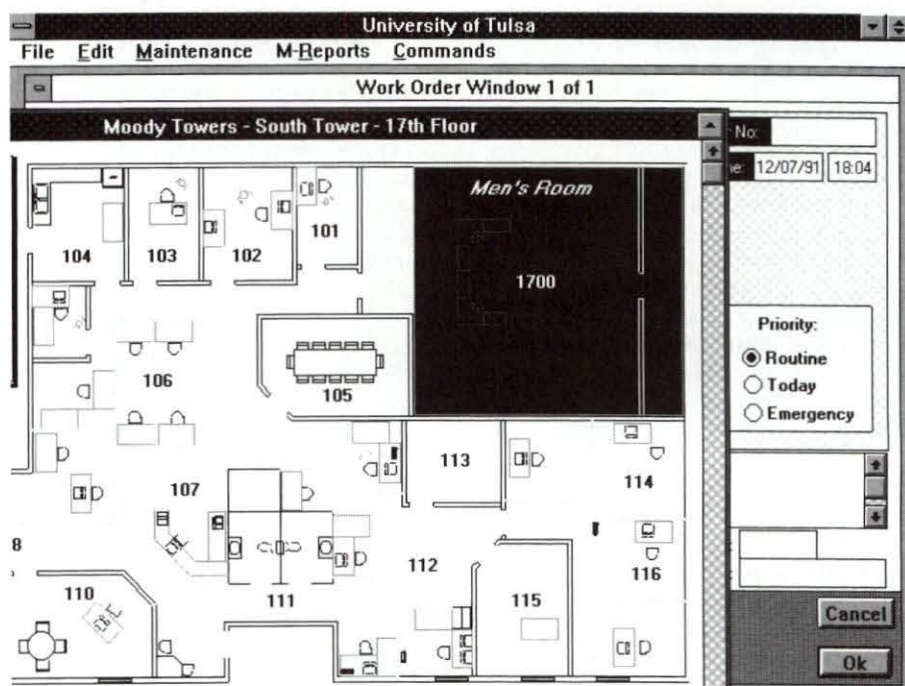 University of Tulsa
File Edit Maintenance M-Reports Commands
Work Order Window 1 of 1
Moody Towers - South Tower - 17th Floor
No:
12/07/91 18:04
Men's Room
104 103 102 101
1700
Priority:
Routine
106
Today
105
Emergency
113
107
114
8
112
116
110
111
115
Cancel
Ok